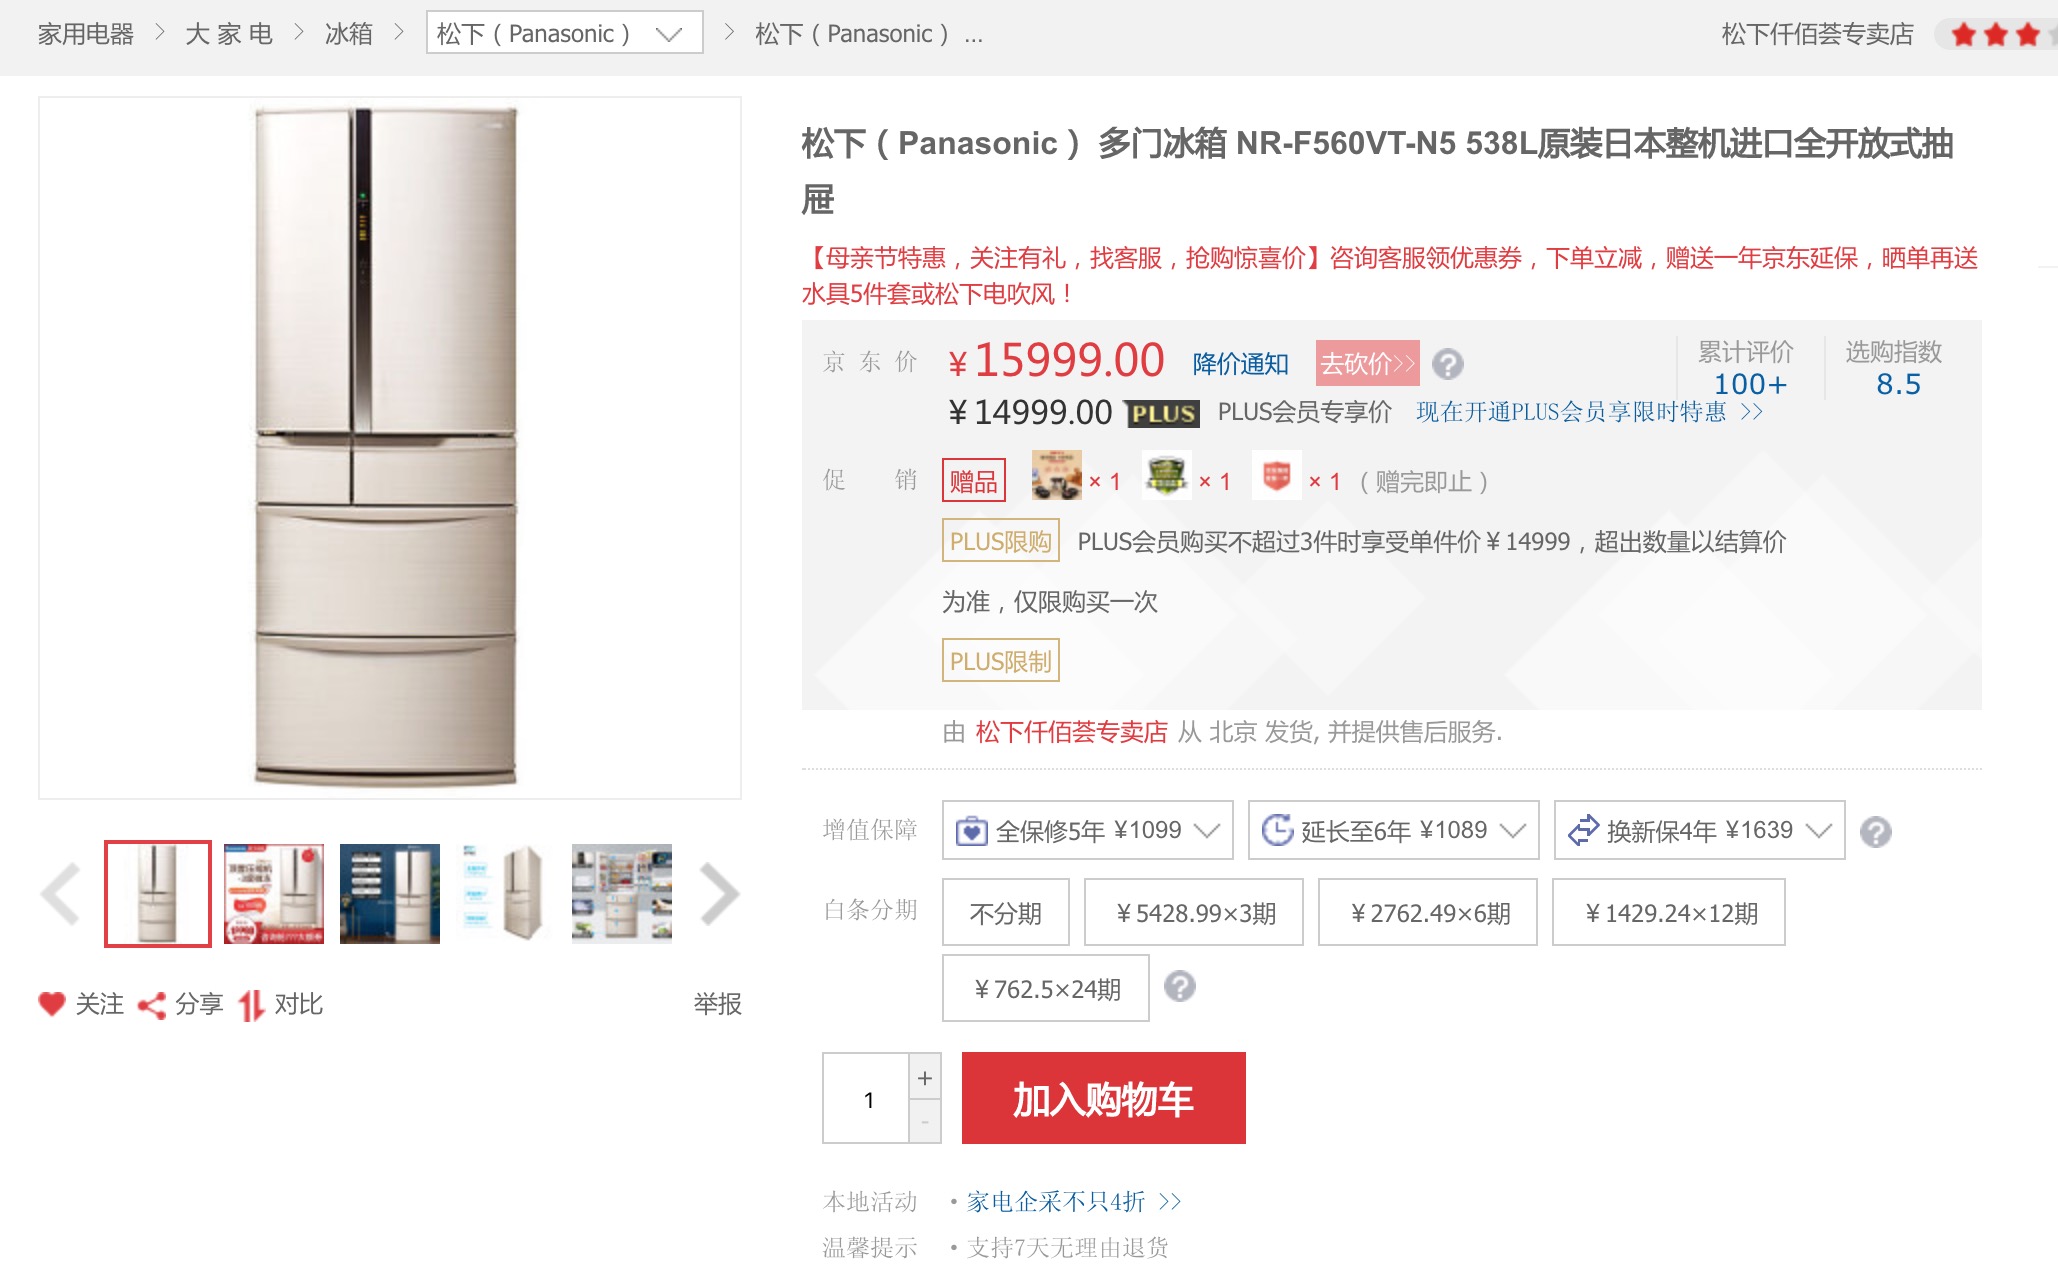 家用电器 > 大 家 电 > 冰箱 > 松下（Panasonic） > 松下（Panasonic） ...
松下仟佰荟专卖店
松下（Panasonic） 多门冰箱 NR-F560VT-N5 538L原装日本整机进口全开放式抽
屉
【母亲节特惠，关注有礼，找客服，抢购惊喜价】咨询客服领优惠券，下单立减，赠送一年京东延保，晒单再送
水具5件套或松下电吹风！
京 东 价 ￥15999.00 降价通知 去砍价>> ?
累计评价 选购指数
100+ 8.5
￥14999.00 PLUS PLUS会员专享价 现在开通PLUS会员享限时特惠 >>
促 销 赠品 × 1 × 1 × 1 （赠完即止）
PLUS限购 PLUS会员购买不超过3件时享受单件价￥14999，超出数量以结算价
为准，仅限购买一次
PLUS限制
由 松下仟佰荟专卖店 从 北京 发货, 并提供售后服务.
增值保障 全保修5年 ¥1099 延长至6年 ¥1089 换新保4年 ¥1639 ?
白条分期 不分期 ￥5428.99×3期 ￥2762.49×6期 ￥1429.24×12期
￥762.5×24期 ?
关注 分享 对比 举报
1 + - 加入购物车
本地活动 · 家电企采不只4折 >>
温馨提示 · 支持7天无理由退货